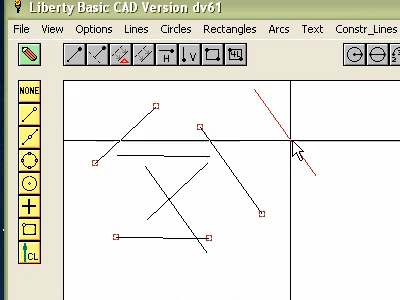 Liberty Basic CAD Version dv61
File View Options Lines Circles Rectangles Arcs Text Constr_Lines
H V
NONE
CL